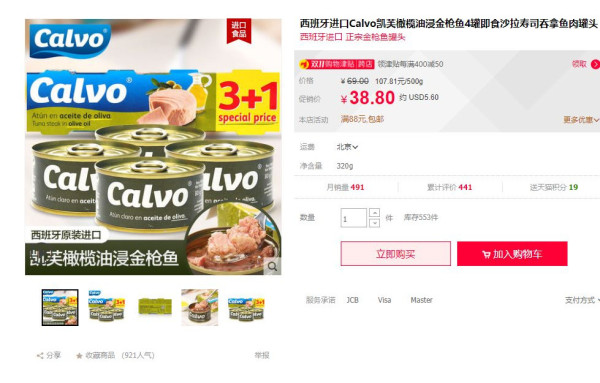 Calvo
进口
食品
Calvo
Atún en aceite de oliva
Tuna steak in olive oil
3+1
special price
Calvo
Calvo
Calvo
Atún claro en aceite de oliva
西班牙原装进口
凯芙橄榄油浸金枪鱼
分享
收藏商品 (921人气)
举报
西班牙进口Calvo凯芙橄榄油浸金枪鱼4罐即食沙拉寿司吞拿鱼肉罐头
西班牙进口 正宗金枪鱼罐头
双11购物津贴 跨店 领津贴每满400减50 领取
价格 ¥69.00 107.81元/500g
促销价 ¥38.80 约 USD5.60
本店活动 满88元,包邮 更多优惠
运费 北京
净含量 320g
月销量 491 累计评价 441 送天猫积分 19
数量 1 件 库存553件
立即购买 加入购物车
服务承诺 JCB Visa Master 支付方式